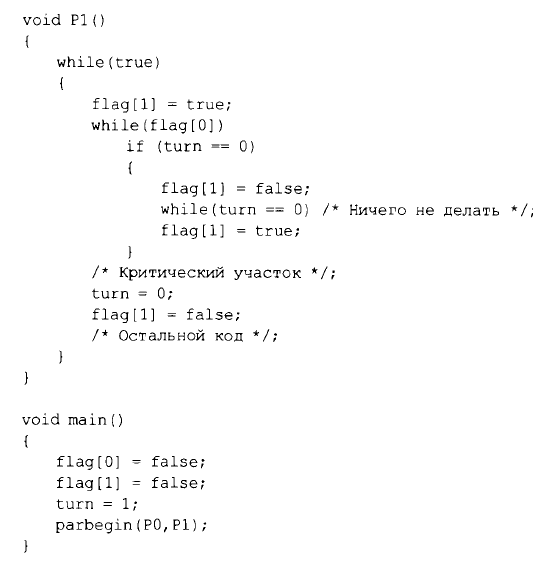 void P1()
{
    while(true)
    {
        flag[1] = true;
        while(flag[0])
            if (turn == 0)
            {
                flag[1] = false;
                while(turn == 0) /* Ничего не делать */;
                flag[1] = true;
            }
        /* Критический участок */;
        turn = 0;
        flag[1] = false;
        /* Остальной код */;
    }
}

void main()
{
    flag[0] = false;
    flag[1] = false;
    turn = 1;
    parbegin(P0,P1);
}